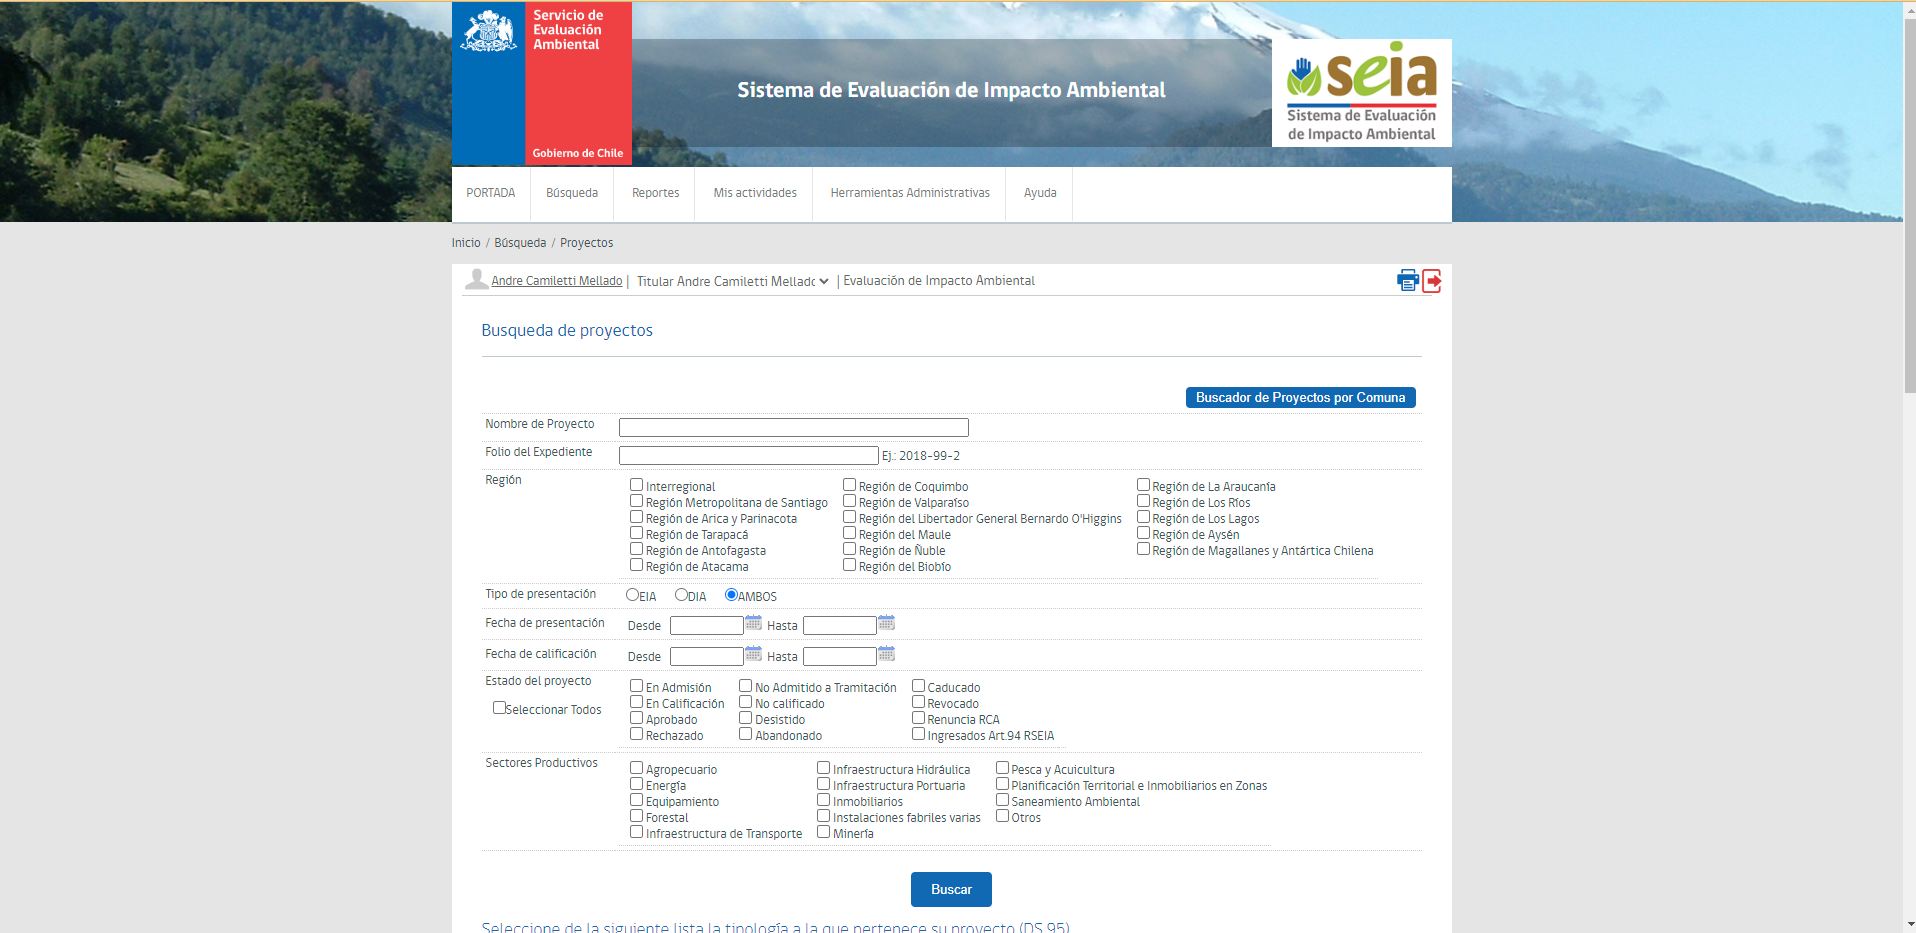 Servicio de
Evaluación
Ambiental
Gobierno de Chile
Sistema de Evaluación de Impacto Ambiental
seia
Sistema de Evaluación
de Impacto Ambiental
PORTADA Búsqueda Reportes Mis actividades Herramientas Administrativas Ayuda
Inicio / Búsqueda / Proyectos
Andre Camiletti Mellado | Titular Andre Camiletti Mellado | Evaluación de Impacto Ambiental
Busqueda de proyectos
Buscador de Proyectos por Comuna
Nombre de Proyecto
Folio del Expediente Ej.: 2018-99-2
Región
Interregional Región de Coquimbo Región de La Araucanía
Región Metropolitana de Santiago Región de Valparaíso Región de Los Ríos
Región de Arica y Parinacota Región del Libertador General Bernardo O'Higgins Región de Los Lagos
Región de Tarapacá Región del Maule Región de Aysén
Región de Antofagasta Región de Ñuble Región de Magallanes y Antártica Chilena
Región de Atacama Región del Biobío
Tipo de presentación EIA DIA AMBOS
Fecha de presentación Desde Hasta
Fecha de calificación Desde Hasta
Estado del proyecto
Seleccionar Todos
En Admisión No Admitido a Tramitación Caducado
En Calificación No calificado Revocado
Aprobado Desistido Renuncia RCA
Rechazado Abandonado Ingresados Art.94 RSEIA
Sectores Productivos
Agropecuario Infraestructura Hidráulica Pesca y Acuicultura
Energía Infraestructura Portuaria Planificación Territorial e Inmobiliarios en Zonas
Equipamiento Inmobiliarios Saneamiento Ambiental
Forestal Instalaciones fabriles varias Otros
Infraestructura de Transporte Minería
Buscar
Seleccione de la siguiente lista la tipología a la que pertenece su proyecto (DS 95)